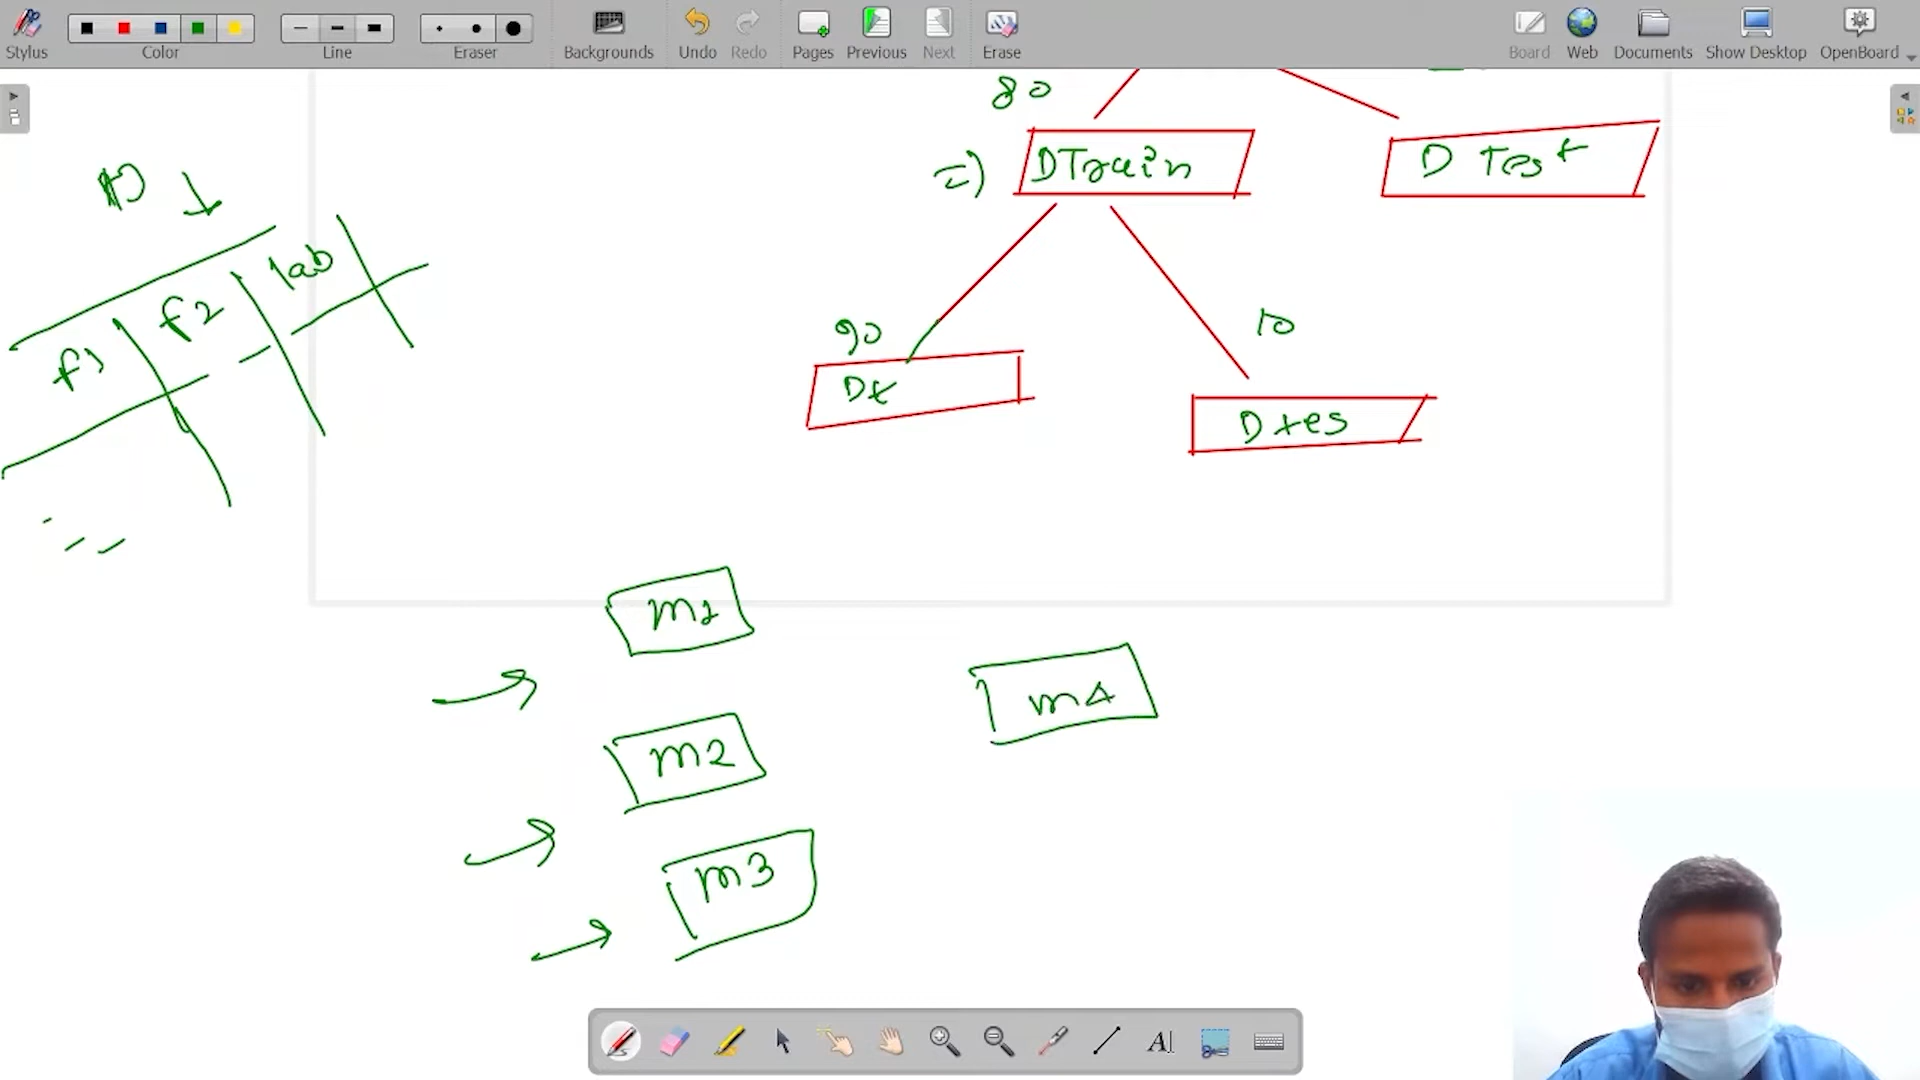 Stylus
Color
Line
Eraser
Backgrounds
Undo
Redo
Pages
Previous
Next
Erase
Board
Web
Documents
Show Desktop
OpenBoard
80
DTrain
D Test
D
f1 f2 lab
90
10
Dt
Dtes
m1
m2
m3
m4